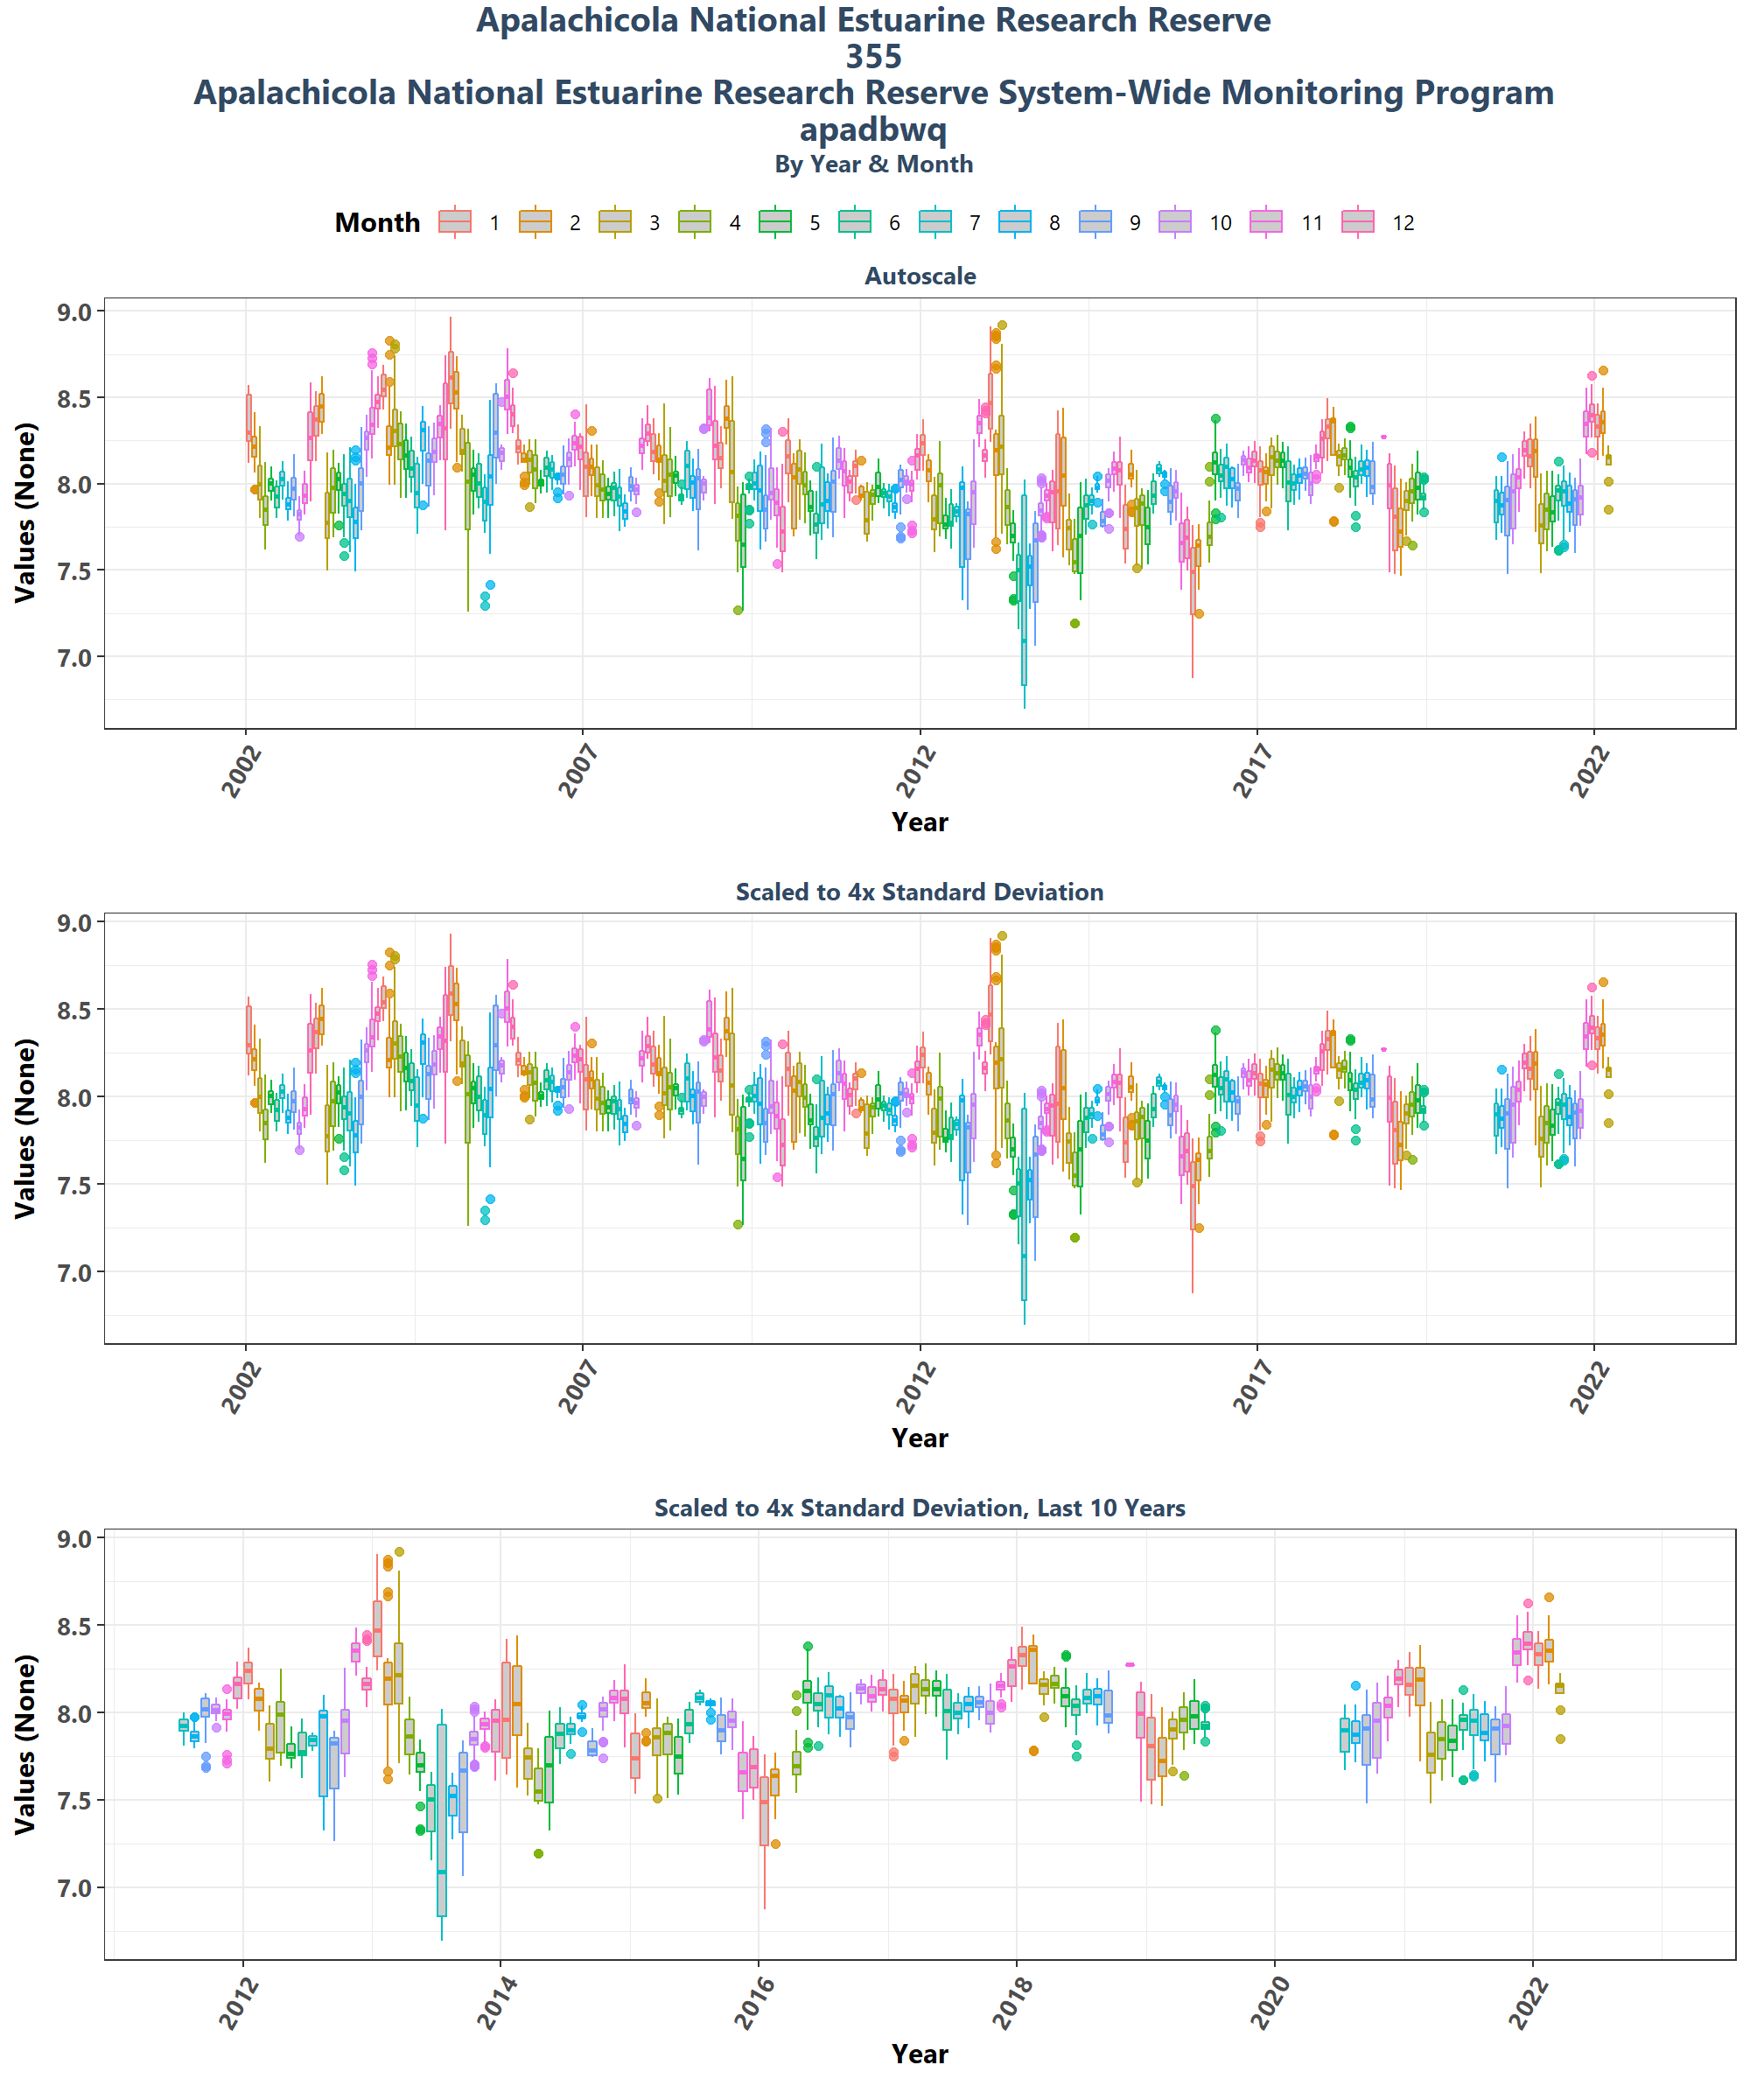 Apalachicola National Estuarine Research Reserve
355
Apalachicola National Estuarine Research Reserve System-Wide Monitoring Program
apadbwq
By Year & Month
Month 1 2 3 4 5 6 7 8 9 10 11 12
Autoscale
Values (None)
9.0
8.5
8.0
7.5
7.0
2002 2007 2012 2017 2022
Year
Scaled to 4x Standard Deviation
Values (None)
9.0
8.5
8.0
7.5
7.0
2002 2007 2012 2017 2022
Year
Scaled to 4x Standard Deviation, Last 10 Years
Values (None)
9.0
8.5
8.0
7.5
7.0
2012 2014 2016 2018 2020 2022
Year